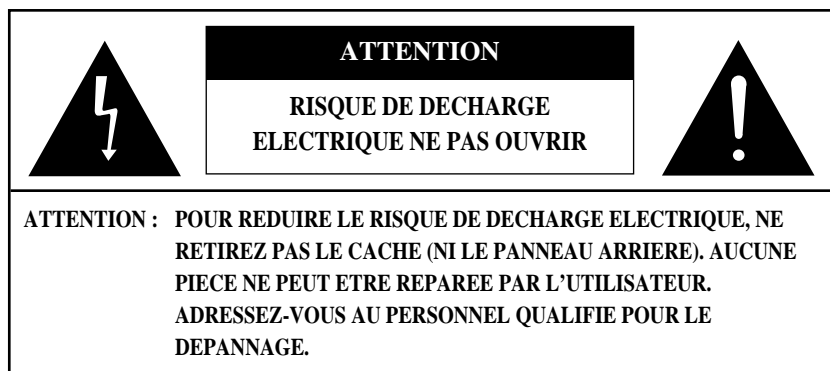 ATTENTION
RISQUE DE DECHARGE
ELECTRIQUE NE PAS OUVRIR
ATTENTION : POUR REDUIRE LE RISQUE DE DECHARGE ELECTRIQUE, NE
RETIREZ PAS LE CACHE (NI LE PANNEAU ARRIERE). AUCUNE
PIECE NE PEUT ETRE REPAREE PAR L'UTILISATEUR.
ADRESSEZ-VOUS AU PERSONNEL QUALIFIE POUR LE
DEPANNAGE.